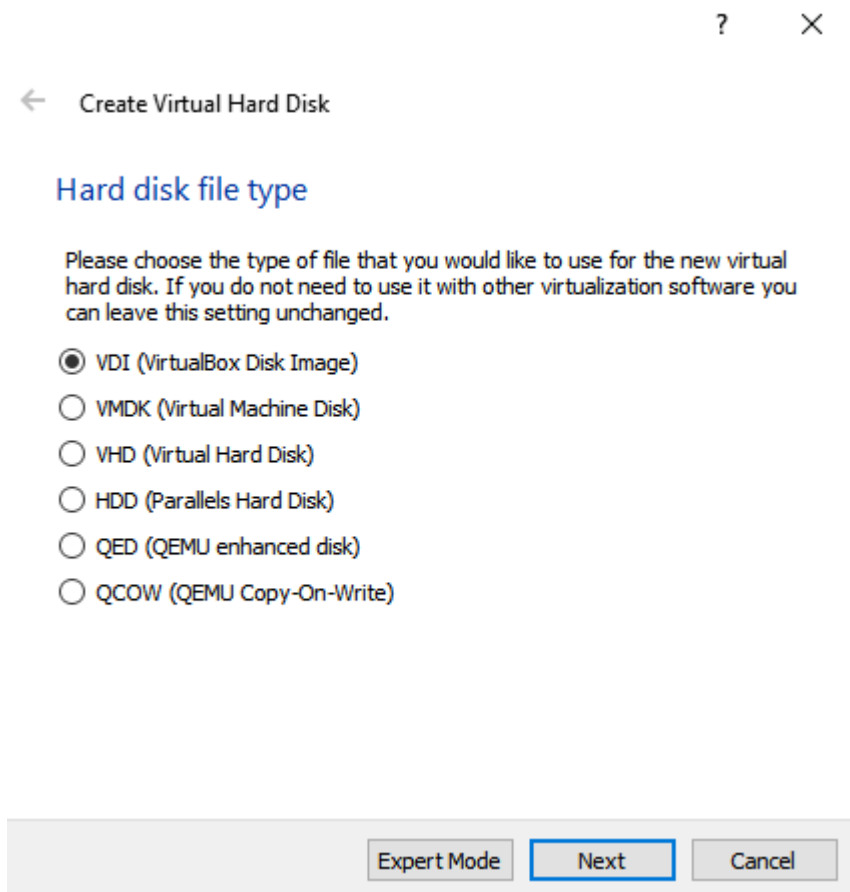 ?
Create Virtual Hard Disk
Hard disk file type
Please choose the type of file that you would like to use for the new virtual
hard disk. If you do not need to use it with other virtualization software you
can leave this setting unchanged.
VDI (VirtualBox Disk Image)
VMDK (Virtual Machine Disk)
VHD (Virtual Hard Disk)
HDD (Parallels Hard Disk)
QED (QEMU enhanced disk)
QCOW (QEMU Copy-On-Write)
Expert Mode Next Cancel